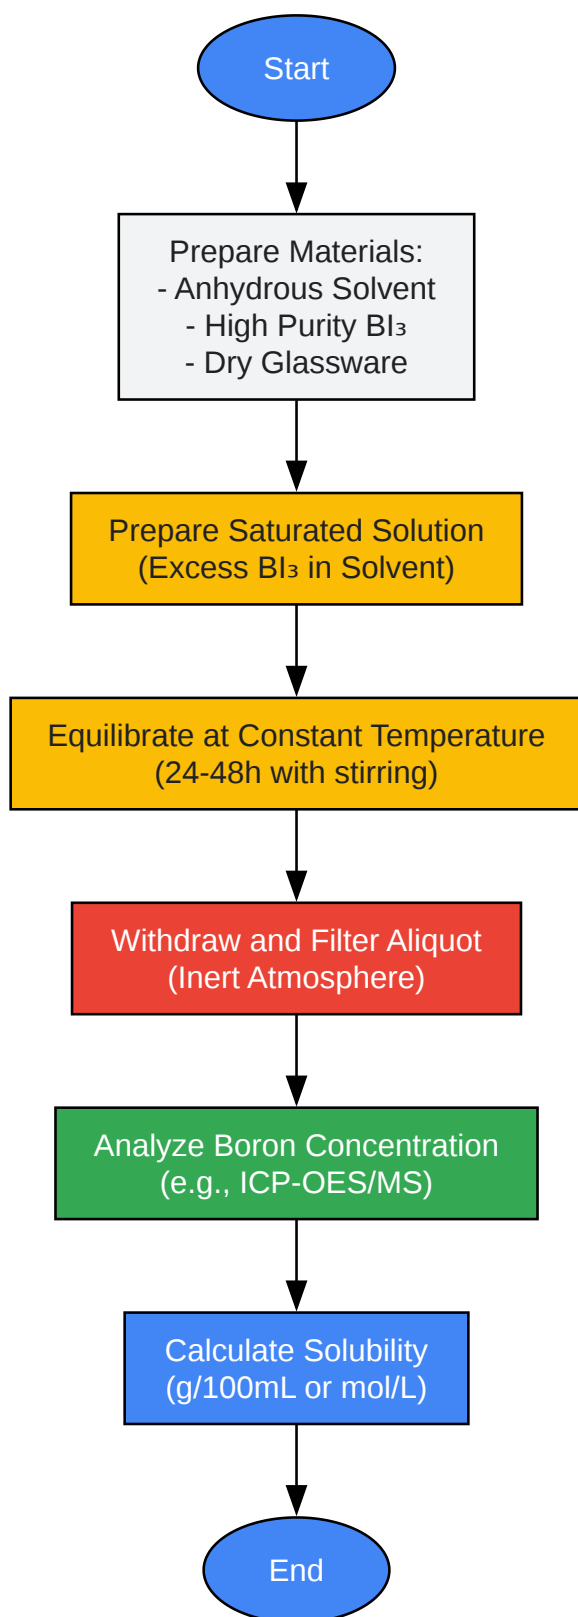 Start
Prepare Materials:
- Anhydrous Solvent
- High Purity BI₃
- Dry Glassware
Prepare Saturated Solution
(Excess BI₃ in Solvent)
Equilibrate at Constant Temperature
(24-48h with stirring)
Withdraw and Filter Aliquot
(Inert Atmosphere)
Analyze Boron Concentration
(e.g., ICP-OES/MS)
Calculate Solubility
(g/100mL or mol/L)
End